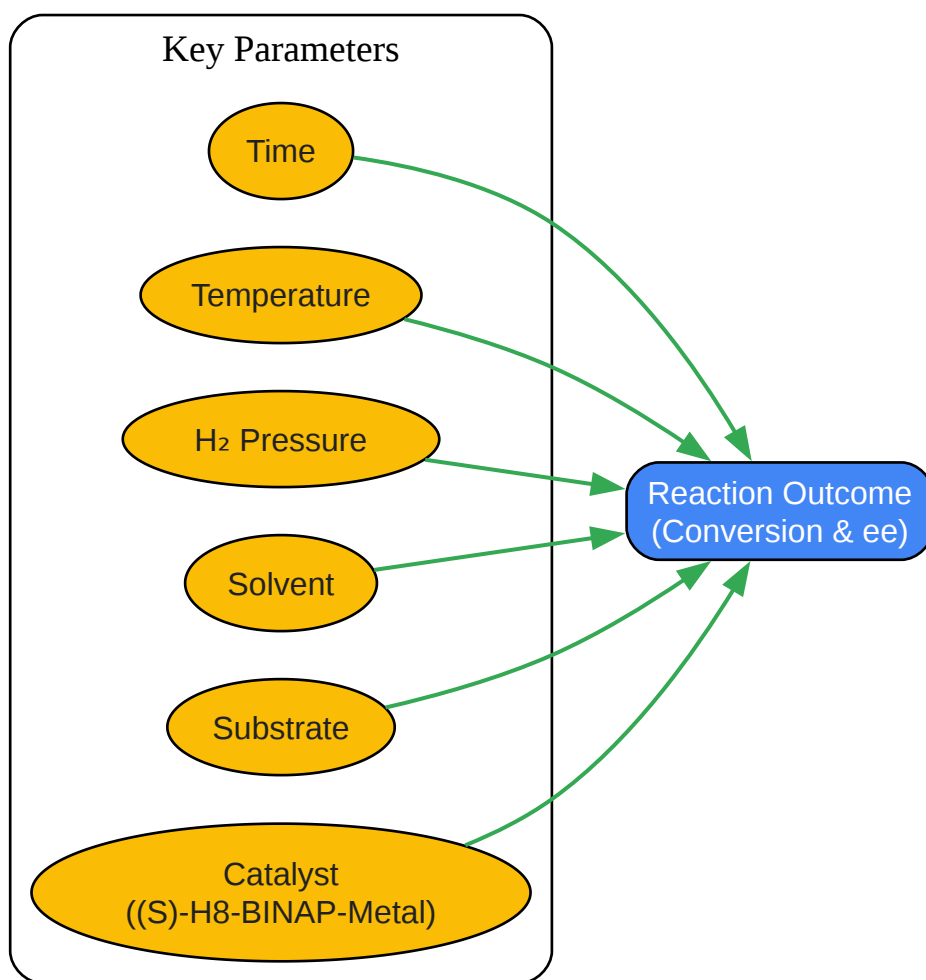 Key Parameters
Time
Temperature
H₂ Pressure
Solvent
Substrate
Catalyst
((S)-H8-BINAP-Metal)
Reaction Outcome
(Conversion & ee)